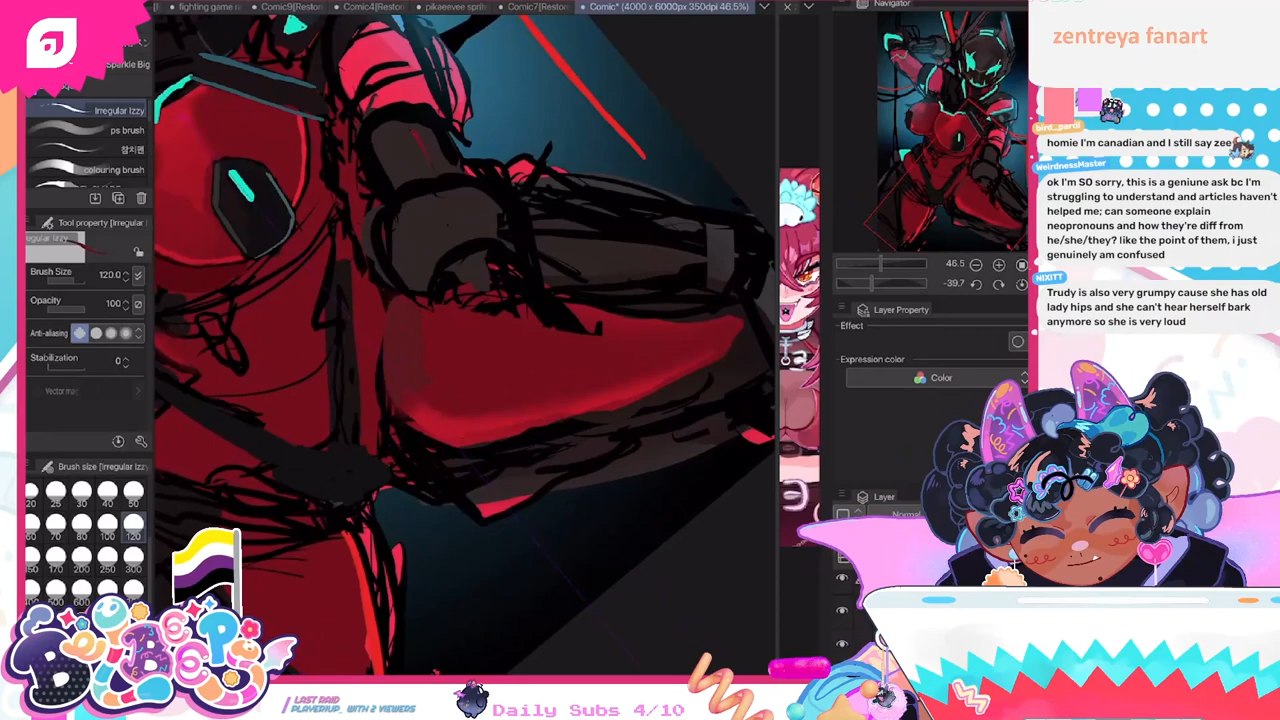 fighting game ra
Comic9[Restor
Comic4[Restor
pikaeevee sprit
Comic7[Restor
Comic* (4000 x 6000px 350dpi 46.5%)
Navigator
zentreya fanart
Sparkle Big
Irregular Izzy
ps brush
창치펜
colouring brush
Tool property [Irregular
Brush Size 120.0
Opacity 100
Anti-aliasing
Stabilization 0
Brush size [Irregular Izz
20 25 30 40 50
60 70 80 100 120
150 170 200 250 300
46.5
-39.7
Layer Property
Effect
Expression color
Color
Layer
Normal
bird_pardi
homie I'm canadian and I still say zee
WeirdnessMaster
ok I'm SO sorry, this is a geniune ask bc I'm
struggling to understand and articles haven't
helped me; can someone explain
neopronouns and how they're diff from
he/she/they? like the point of them, i just
genuinely am confused
NIXITT
Trudy is also very grumpy cause she has old
lady hips and she can't hear herself bark
anymore so she is very loud
LAST RAID
PLAYERIUP_ WITH 2 VIEWERS
Daily Subs 4/10